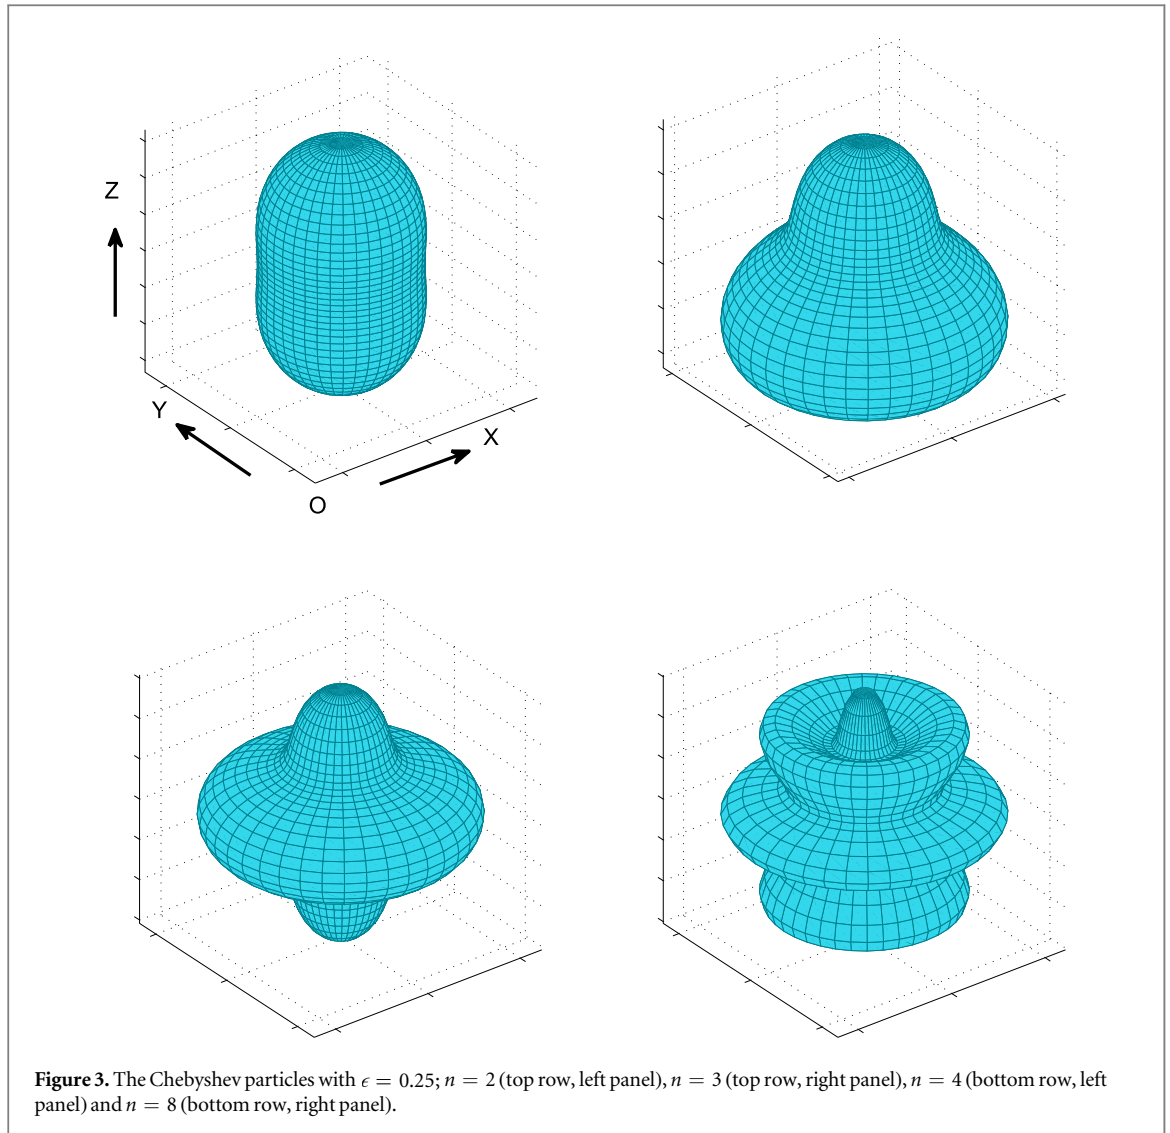 Z
Y
X
O
Figure 3. The Chebyshev particles with ϵ = 0.25; n = 2 (top row, left panel), n = 3 (top row, right panel), n = 4 (bottom row, left
panel) and n = 8 (bottom row, right panel).